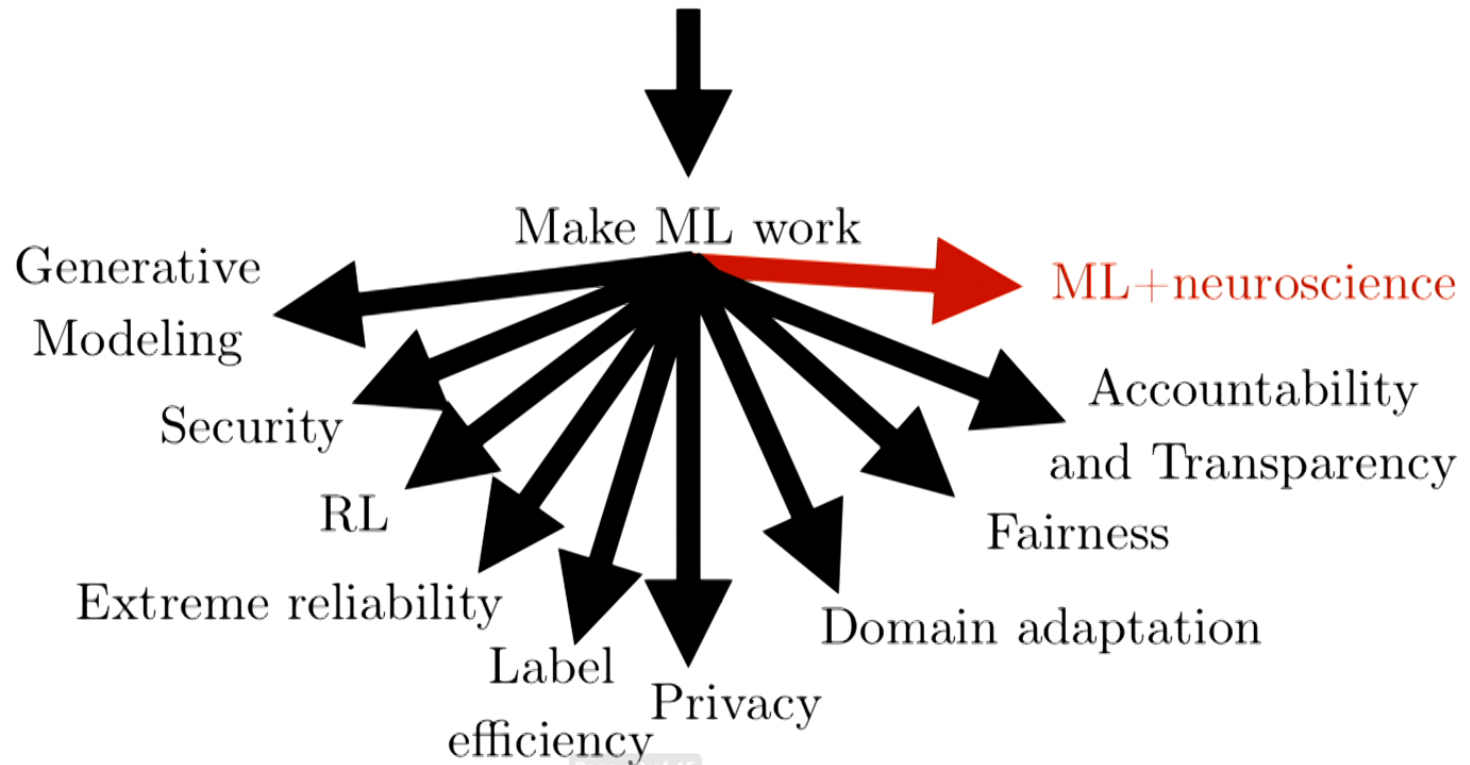 Make ML work
Generative
Modeling
Security
RL
Extreme reliability
Label
efficiency
Privacy
Domain adaptation
Fairness
Accountability
and Transparency
ML+neuroscience